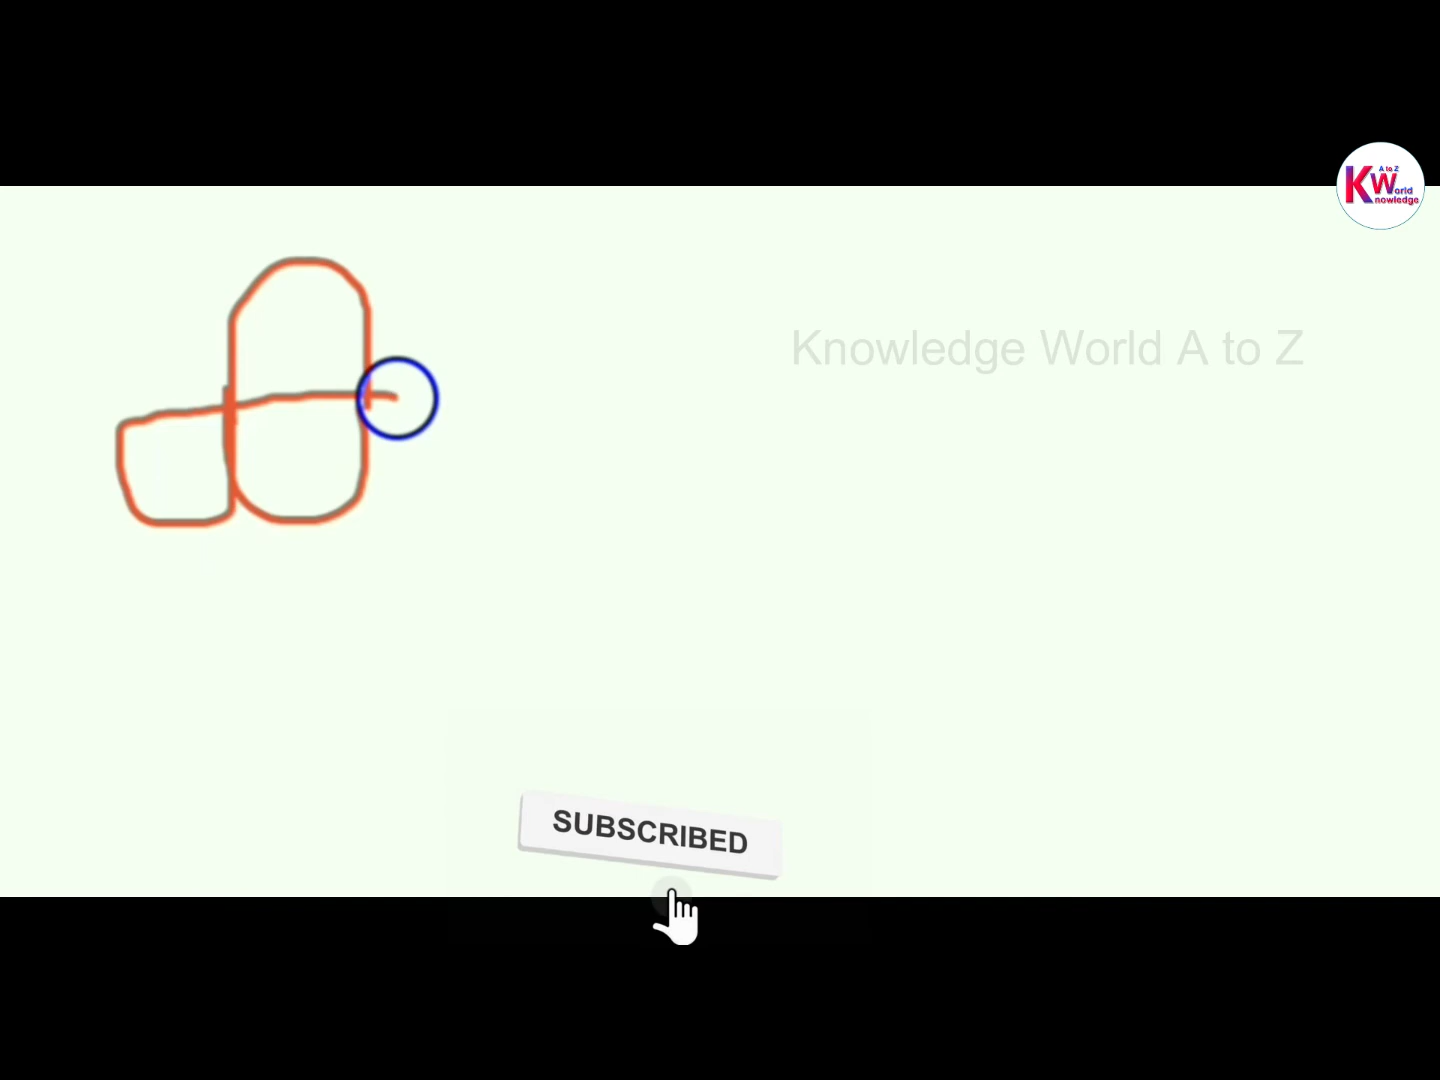 A to Z
KWorld
nowledge
Knowledge World A to Z
SUBSCRIBED